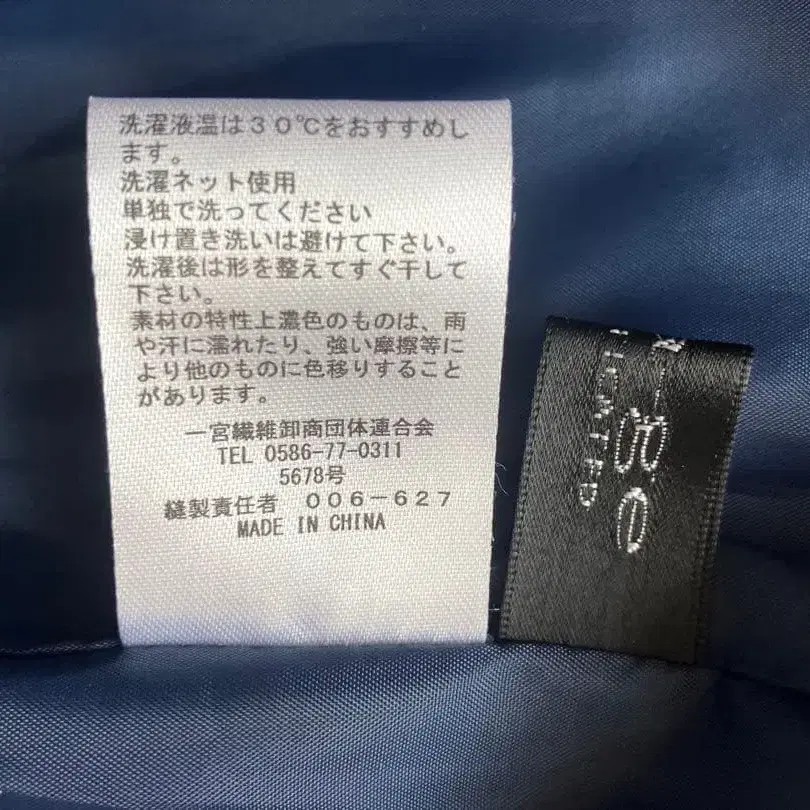 洗濯液温は３０℃をおすすめし
ます。
洗濯ネット使用
単独で洗ってください
浸け置き洗いは避けて下さい。
洗濯後は形を整えてすぐ干して
下さい。
素材の特性上濃色のものは、雨
や汗に濡れたり、強い摩擦等に
より他のものに色移りすること
があります。
一宮繊維卸商団体連合会
TEL 0586-77-0311
5678号
縫製責任者　００６－６２７
MADE IN CHINA